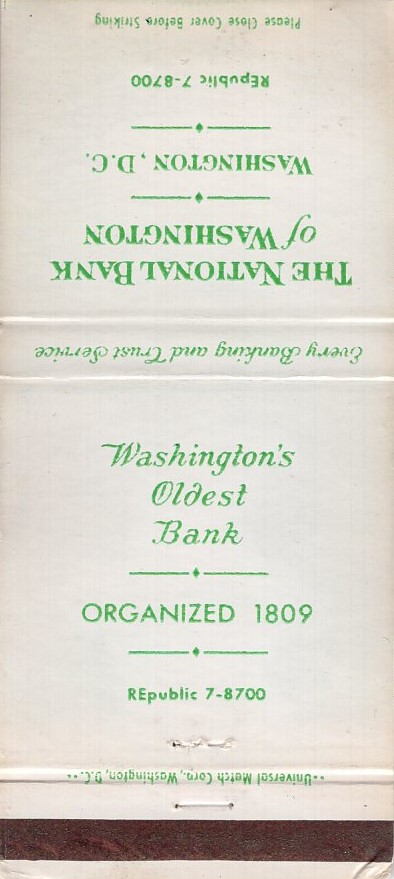 Please Close Cover Before Striking
REpublic 7-8700
WASHINGTON, D.C.
THE NATIONAL BANK
of WASHINGTON
Every Banking and Trust Service
Washington's
Oldest
Bank
ORGANIZED 1809
REpublic 7-8700
··Universal Match Corp., Washington, D.C.··